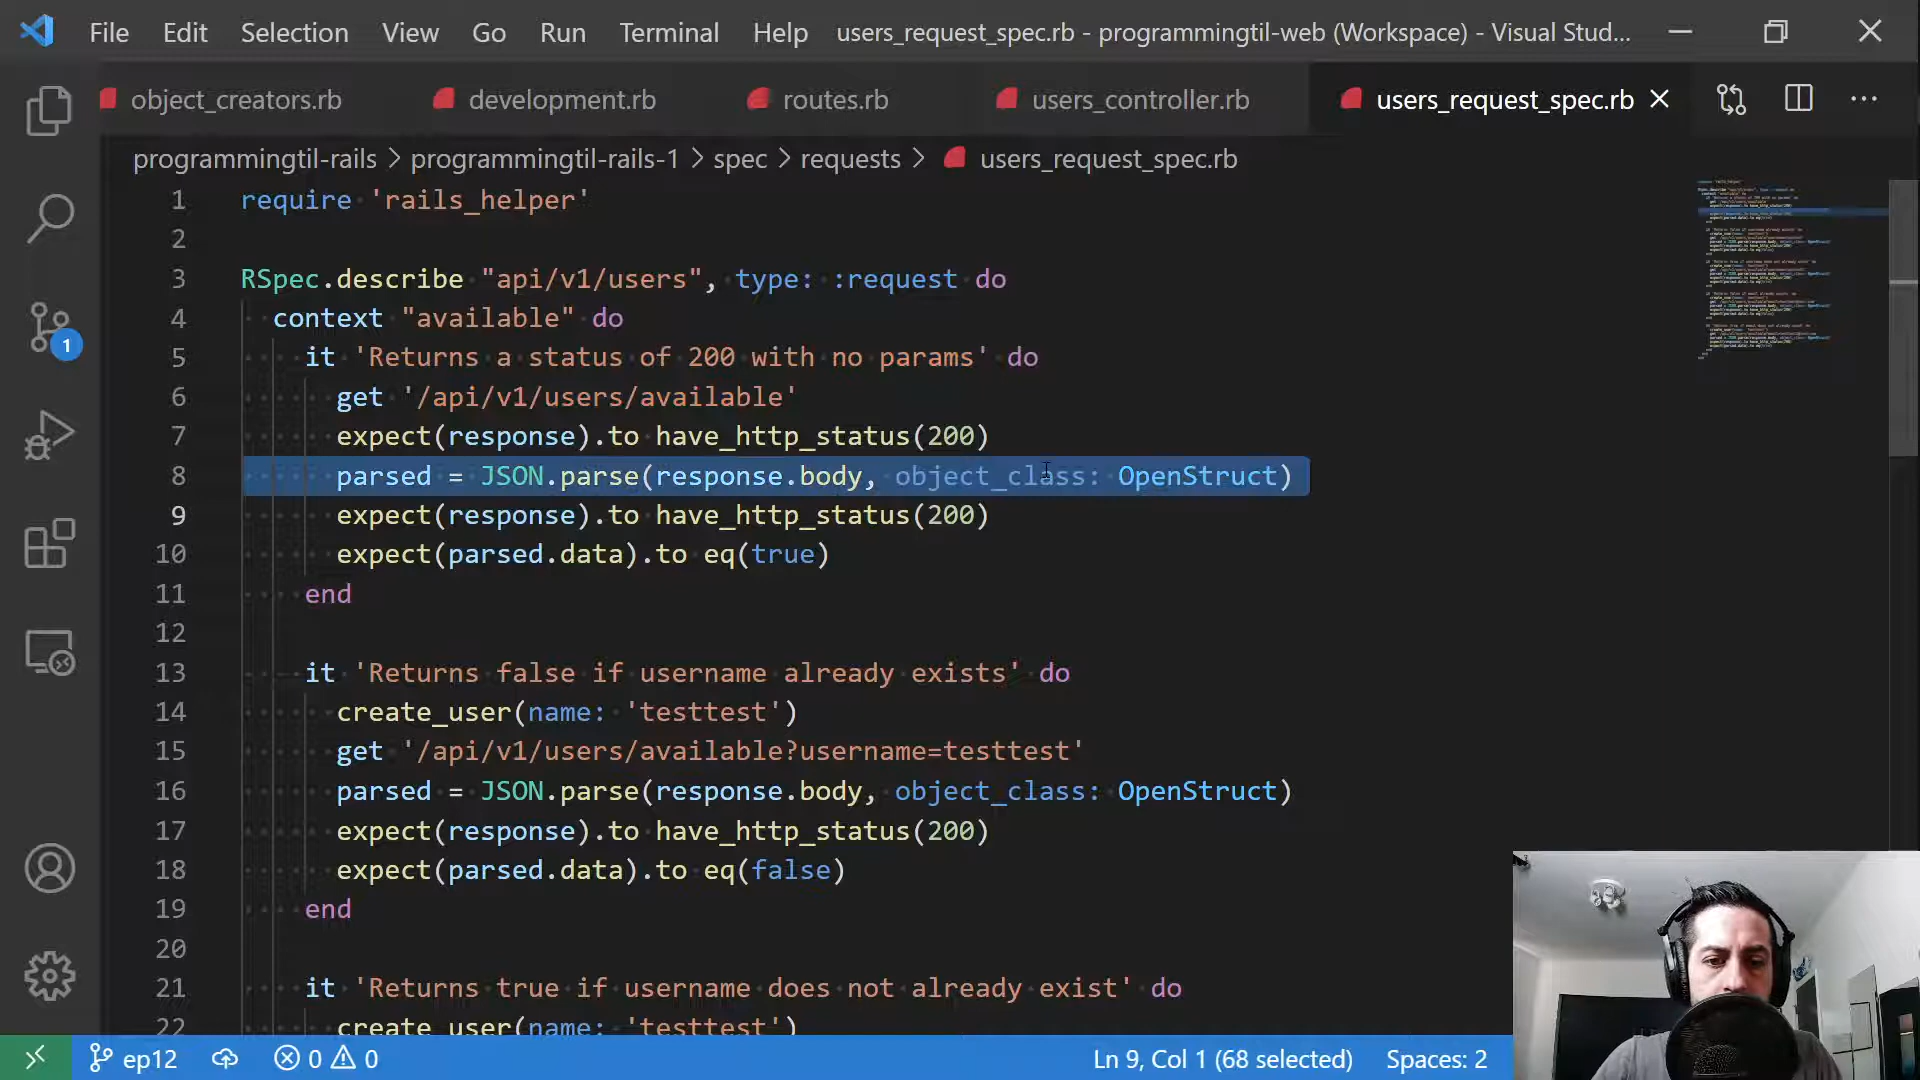 File Edit Selection View Go Run Terminal Help users_request_spec.rb - programmingtil-web (Workspace) - Visual Stud...
object_creators.rb development.rb routes.rb users_controller.rb users_request_spec.rb
programmingtil-rails > programmingtil-rails-1 > spec > requests > users_request_spec.rb
1 require 'rails_helper'
2
3 RSpec.describe "api/v1/users", type: :request do
4 context "available" do
5 it 'Returns a status of 200 with no params' do
6 get '/api/v1/users/available'
7 expect(response).to have_http_status(200)
8 parsed = JSON.parse(response.body, object_class: OpenStruct)
9 expect(response).to have_http_status(200)
10 expect(parsed.data).to eq(true)
11 end
12
13 it 'Returns false if username already exists' do
14 create_user(name: 'testtest')
15 get '/api/v1/users/available?username=testtest'
16 parsed = JSON.parse(response.body, object_class: OpenStruct)
17 expect(response).to have_http_status(200)
18 expect(parsed.data).to eq(false)
19 end
20
21 it 'Returns true if username does not already exist' do
22 create_user(name: 'testtest')
1
ep12 0 0 Ln 9, Col 1 (68 selected) Spaces: 2